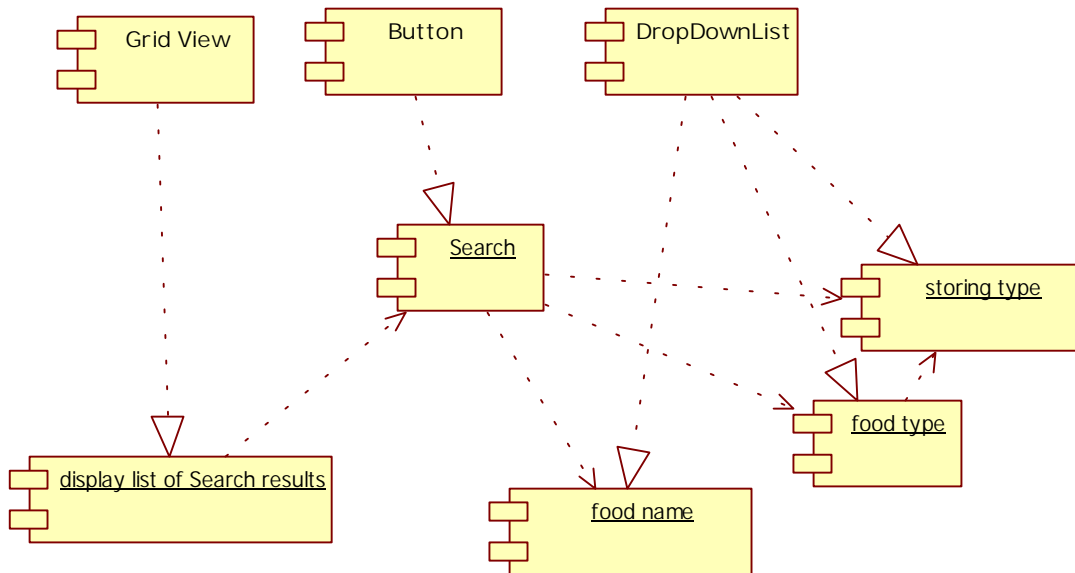 Grid View
Button
DropDownList
Search
storing type
food type
display list of Search results
food name